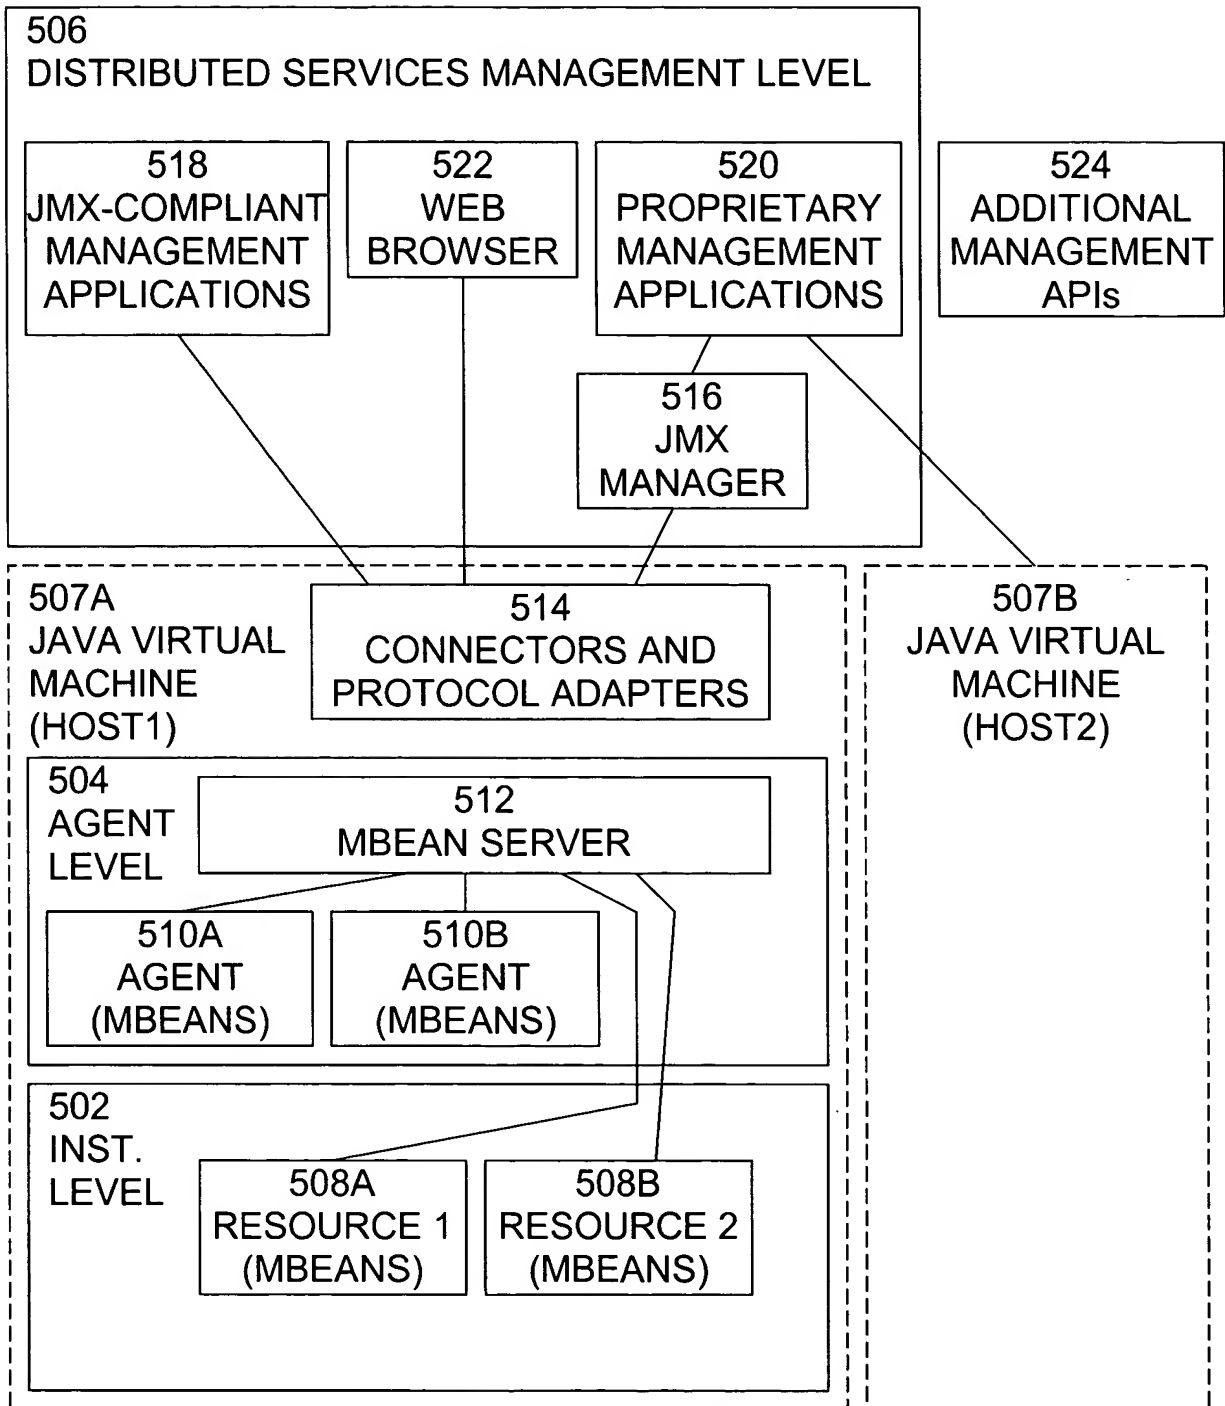 506
DISTRIBUTED SERVICES MANAGEMENT LEVEL
518
JMX-COMPLIANT
MANAGEMENT
APPLICATIONS
522
WEB
BROWSER
520
PROPRIETARY
MANAGEMENT
APPLICATIONS
524
ADDITIONAL
MANAGEMENT
APIs
516
JMX
MANAGER
507A
JAVA VIRTUAL
MACHINE
(HOST1)
514
CONNECTORS AND
PROTOCOL ADAPTERS
507B
JAVA VIRTUAL
MACHINE
(HOST2)
504
AGENT
LEVEL
512
MBEAN SERVER
510A
AGENT
(MBEANS)
510B
AGENT
(MBEANS)
502
INST.
LEVEL
508A
RESOURCE 1
(MBEANS)
508B
RESOURCE 2
(MBEANS)